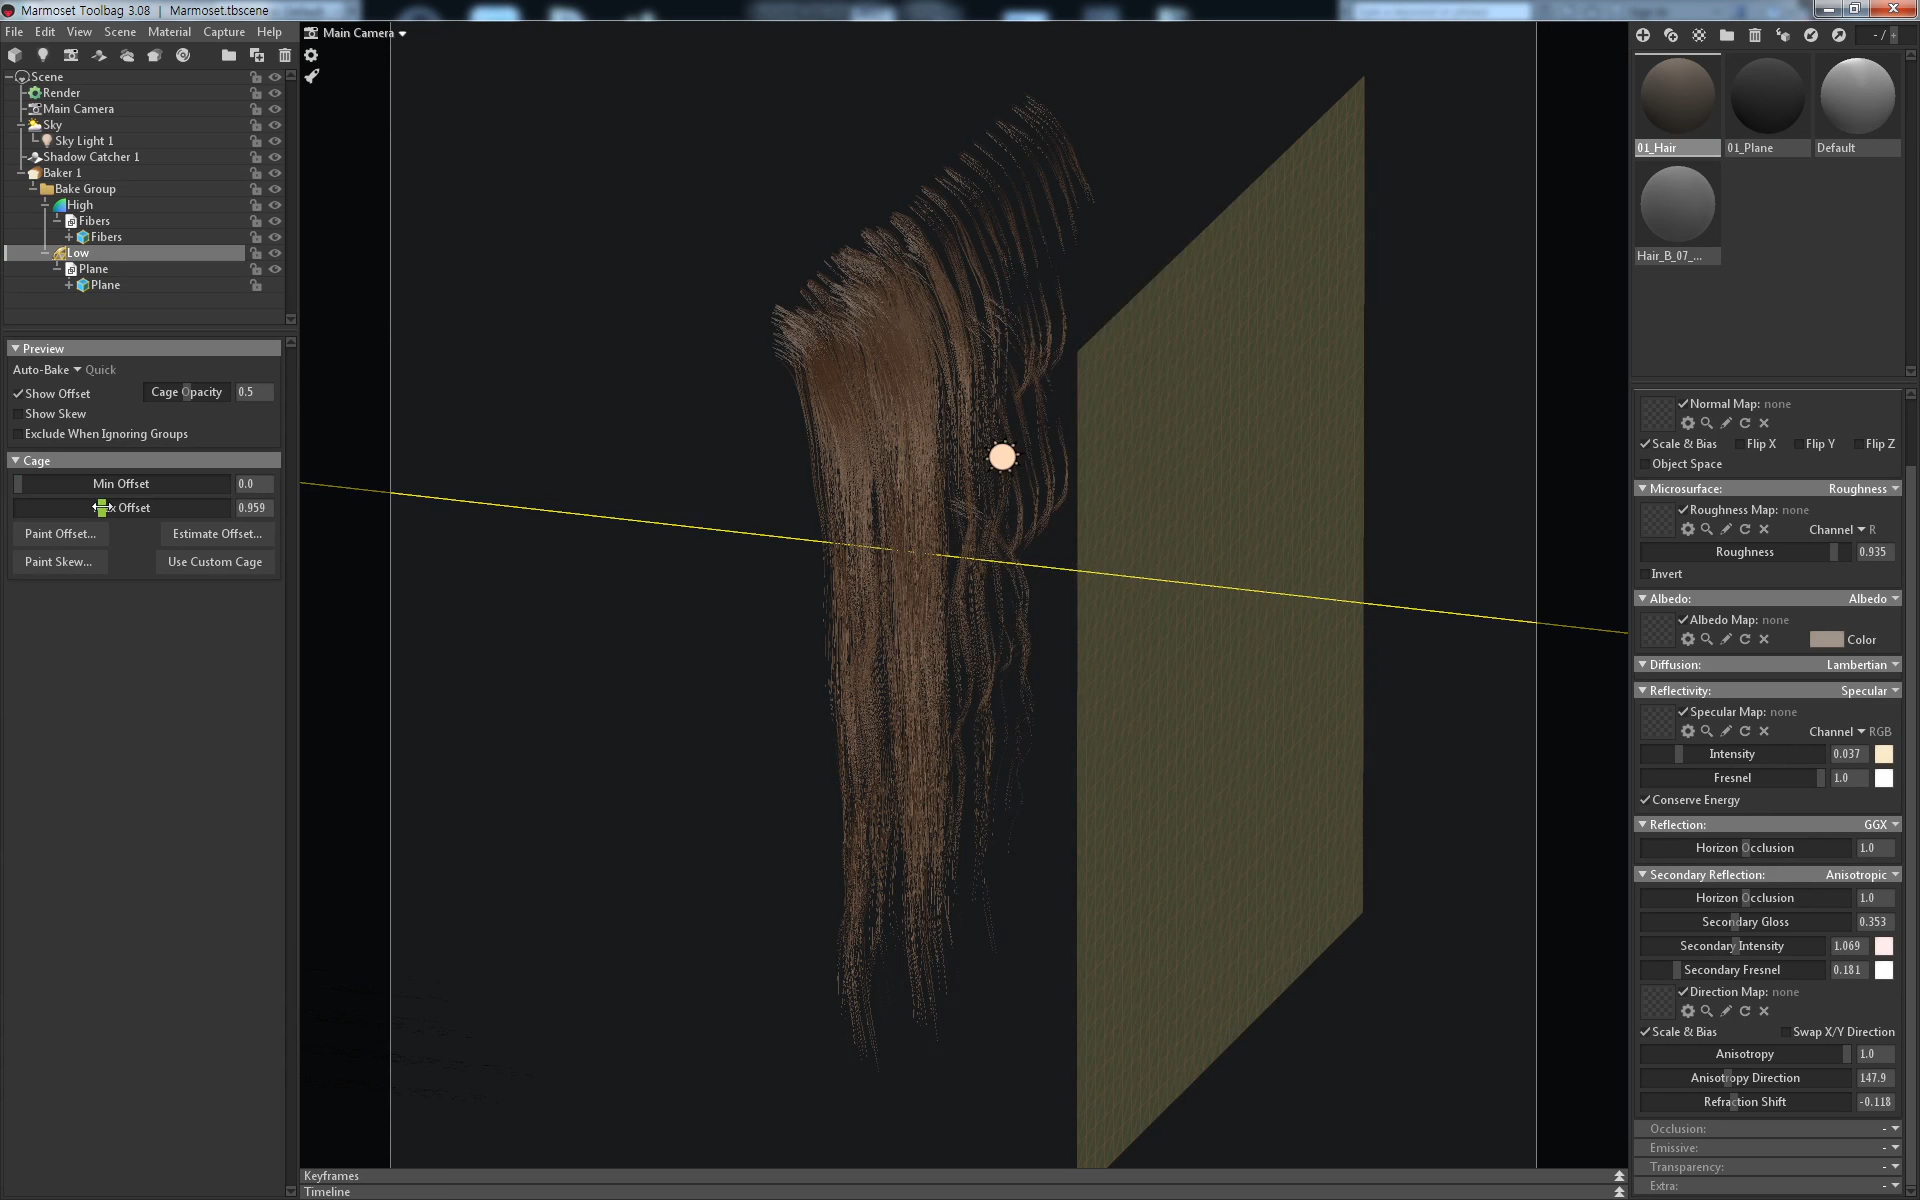 Marmoset Toolbag 3.08 | Marmoset.tbscene
File Edit View Scene Material Capture Help
Main Camera
- / +
Scene
Render
Main Camera
Sky
Sky Light 1
Shadow Catcher 1
Baker 1
Bake Group
High
Fibers
Fibers
Low
Plane
Plane
Preview
Auto-Bake Quick
Show Offset Cage Opacity 0.5
Show Skew
Exclude When Ignoring Groups
Cage
Min Offset 0.0
x Offset 0.959
Paint Offset... Estimate Offset...
Paint Skew... Use Custom Cage
Keyframes
Timeline
01_Hair 01_Plane Default
Hair_B_07_...
Normal Map: none
Scale & Bias Flip X Flip Y Flip Z
Object Space
Microsurface: Roughness
Roughness Map: none
Channel R
Roughness 0.935
Invert
Albedo: Albedo
Albedo Map: none
Color
Diffusion: Lambertian
Reflectivity: Specular
Specular Map: none
Channel RGB
Intensity 0.037
Fresnel 1.0
Conserve Energy
Reflection: GGX
Horizon Occlusion 1.0
Secondary Reflection: Anisotropic
Horizon Occlusion 1.0
Secondary Gloss 0.353
Secondary Intensity 1.069
Secondary Fresnel 0.181
Direction Map: none
Scale & Bias Swap X/Y Direction
Anisotropy 1.0
Anisotropy Direction 147.9
Refraction Shift -0.118
Occlusion: -
Emissive: -
Transparency: -
Extra: -